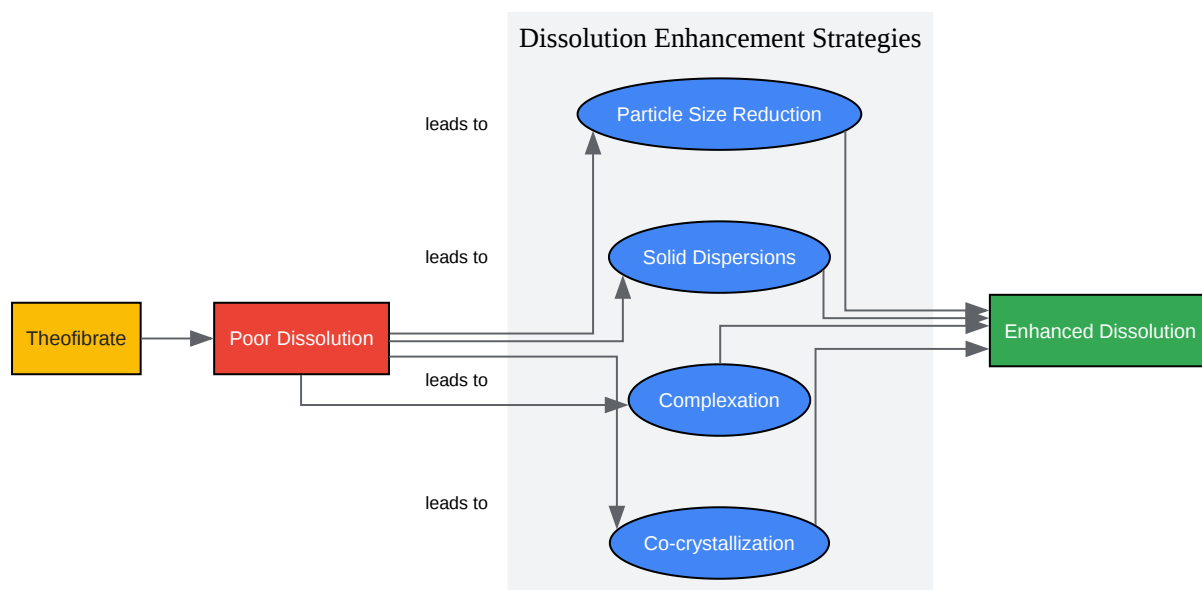 Dissolution Enhancement Strategies
leads to
Particle Size Reduction
leads to
Solid Dispersions
Theofibrate
Poor Dissolution
Enhanced Dissolution
leads to
Complexation
leads to
Co-crystallization